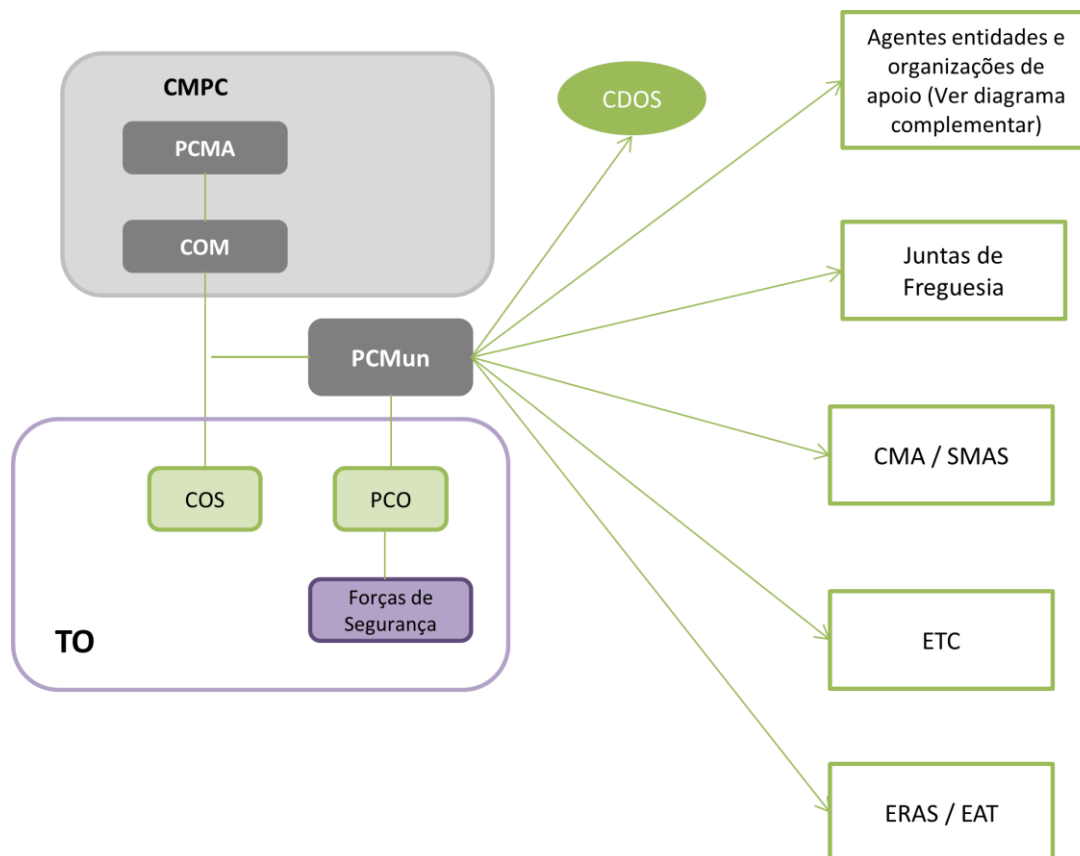 CMPC
PCMA
COM
PCMun
COS
PCO
Forças de
Segurança
TO
CDOS
Agentes entidades e
organizações de
apoio (Ver diagrama
complementar)
Juntas de
Freguesia
CMA / SMAS
ETC
ERAS / EAT